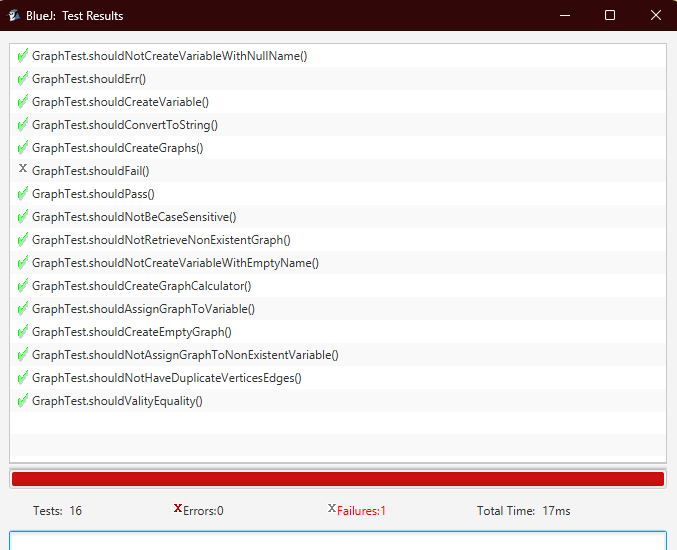 BlueJ: Test Results
GraphTest.shouldNotCreateVariableWithNullName()
GraphTest.shouldErr()
GraphTest.shouldCreateVariable()
GraphTest.shouldConvertToString()
GraphTest.shouldCreateGraphs()
X GraphTest.shouldFail()
GraphTest.shouldPass()
GraphTest.shouldNotBeCaseSensitive()
GraphTest.shouldNotRetrieveNonExistentGraph()
GraphTest.shouldNotCreateVariableWithEmptyName()
GraphTest.shouldCreateGraphCalculator()
GraphTest.shouldAssignGraphToVariable()
GraphTest.shouldCreateEmptyGraph()
GraphTest.shouldNotAssignGraphToNonExistentVariable()
GraphTest.shouldNotHaveDuplicateVerticesEdges()
GraphTest.shouldValityEquality()
Tests: 16 XErrors:0 XFailures:1 Total Time: 17ms